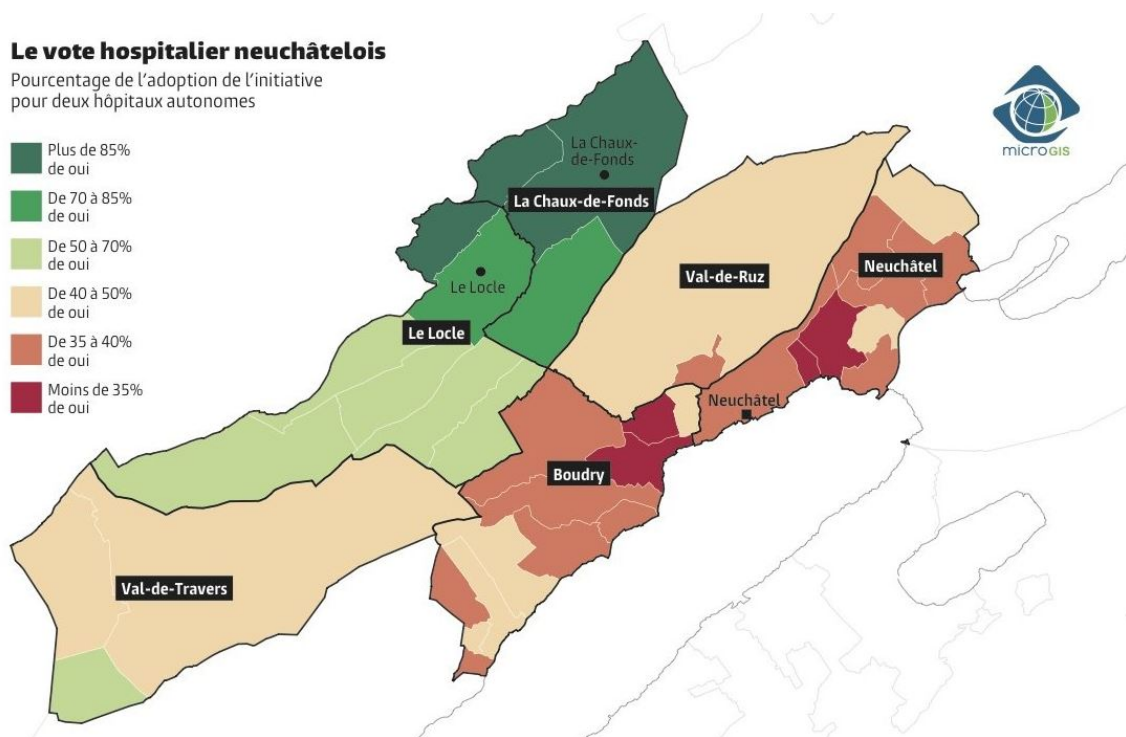 Le vote hospitalier neuchâtelois
Pourcentage de l'adoption de l'initiative
pour deux hôpitaux autonomes
Plus de 85%
de oui
De 70 à 85%
de oui
De 50 à 70%
de oui
De 40 à 50%
de oui
De 35 à 40%
de oui
Moins de 35%
de oui
microGIS
La Chaux-
de-Fonds
La Chaux-de-Fonds
Neuchâtel
Val-de-Ruz
Le Locle
Le Locle
Neuchâtel
Boudry
Val-de-Travers